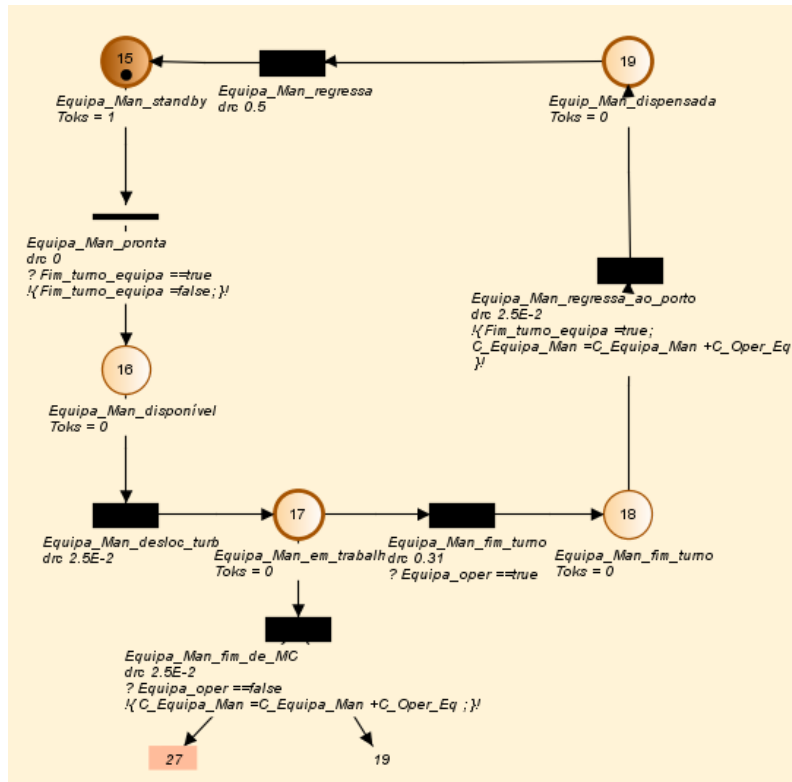 15
Equipa_Man_standby
Toks = 1
Equipa_Man_regressa
drc 0.5
19
Equip_Man_dispensada
Toks = 0
Equipa_Man_pronta
drc 0
? Fim_turno_equipa ==true
!{Fim_turno_equipa =false;}!
Equipa_Man_regressa_ao_porto
drc 2.5E-2
!{Fim_turno_equipa =true;
C_Equipa_Man =C_Equipa_Man +C_Oper_Eq
}!
16
Equipa_Man_disponível
Toks = 0
Equipa_Man_desloc_turb
drc 2.5E-2
17
Equipa_Man_em_trabalh
Toks = 0
Equipa_Man_fim_turno
drc 0.31
? Equipa_oper ==true
18
Equipa_Man_fim_turno
Toks = 0
Equipa_Man_fim_de_MC
drc 2.5E-2
? Equipa_oper ==false
!{C_Equipa_Man =C_Equipa_Man +C_Oper_Eq ;}!
27
19